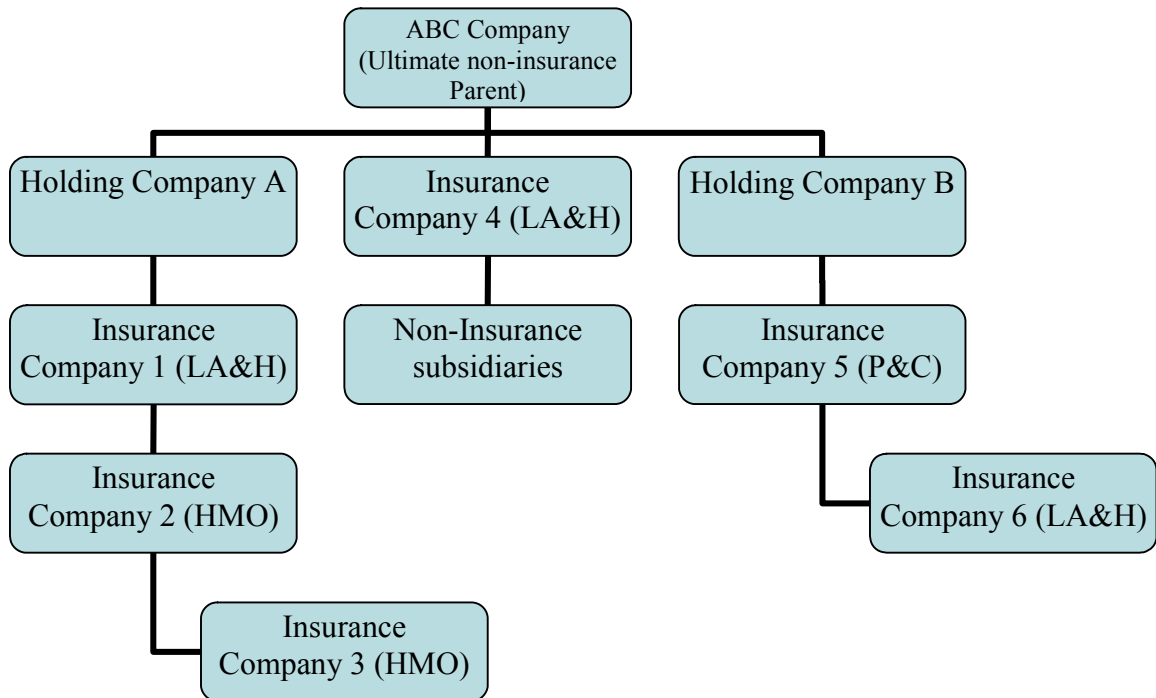 ABC Company
(Ultimate non-insurance
Parent)
Holding Company A
Insurance
Company 4 (LA&H)
Holding Company B
Insurance
Company 1 (LA&H)
Non-Insurance
subsidiaries
Insurance
Company 5 (P&C)
Insurance
Company 2 (HMO)
Insurance
Company 6 (LA&H)
Insurance
Company 3 (HMO)